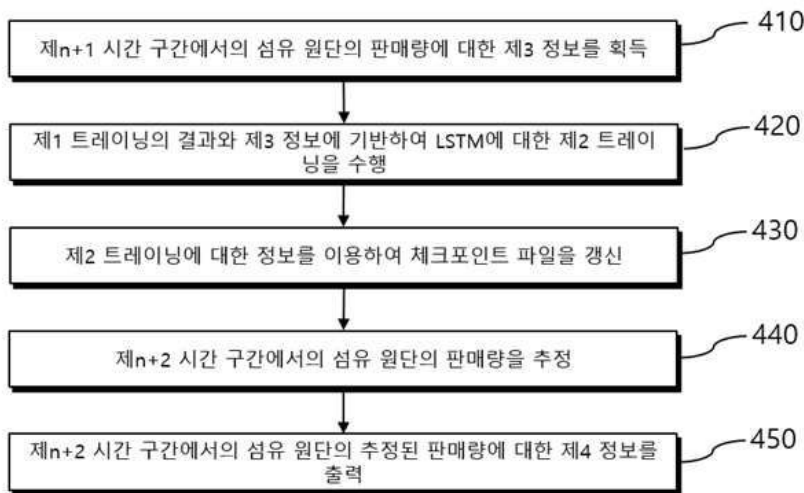 제n+1 시간 구간에서의 섬유 원단의 판매량에 대한 제3 정보를 획득
410
제1 트레이닝의 결과와 제3 정보에 기반하여 LSTM에 대한 제2 트레이
닝을 수행
420
제2 트레이닝에 대한 정보를 이용하여 체크포인트 파일을 갱신
430
제n+2 시간 구간에서의 섬유 원단의 판매량을 추정
440
제n+2 시간 구간에서의 섬유 원단의 추정된 판매량에 대한 제4 정보를
출력
450